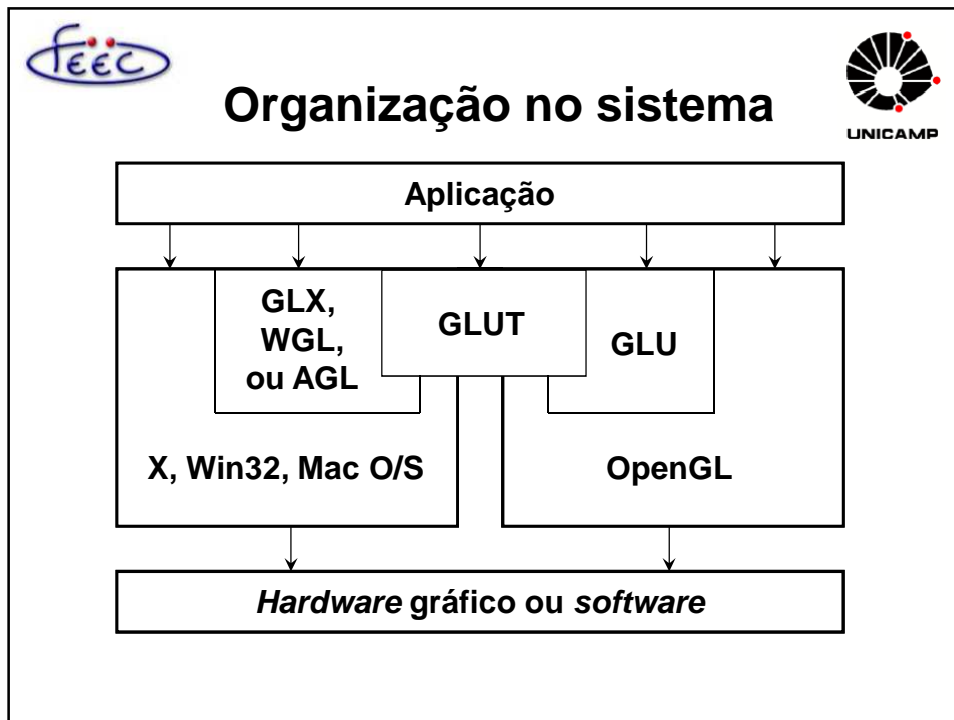 FEEC
UNICAMP
Organização no sistema
Aplicação
GLX,
WGL,
ou AGL
GLUT
GLU
X, Win32, Mac O/S
OpenGL
Hardware gráfico ou software